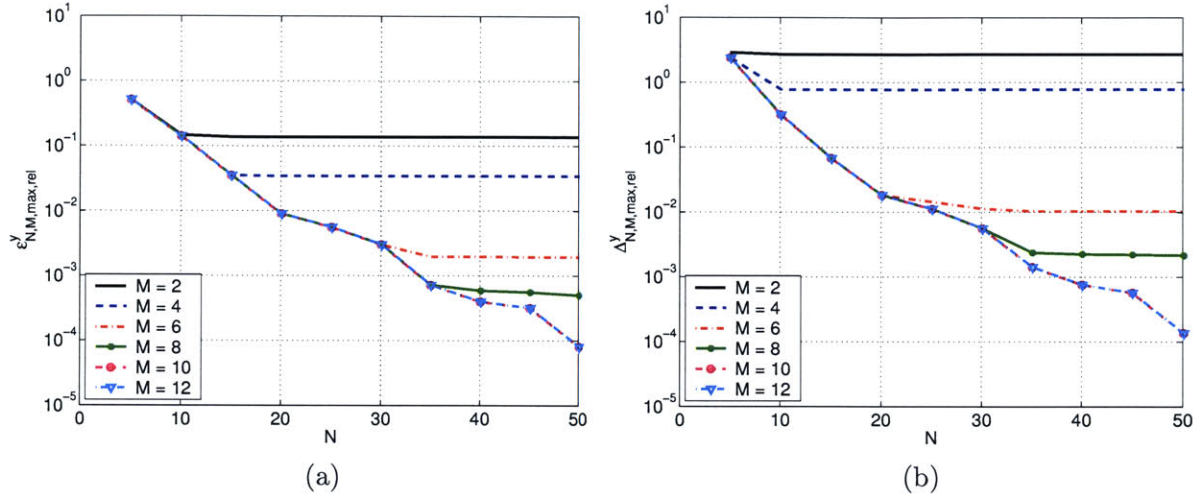 10^1
10^0
10^-1
10^-2
10^-3
10^-4
10^-5
ε^y_{N,M,max,rel}
M = 2
M = 4
M = 6
M = 8
M = 10
M = 12
0 10 20 30 40 50
N
(a)
10^1
10^0
10^-1
10^-2
10^-3
10^-4
10^-5
Δ^y_{N,M,max,rel}
M = 2
M = 4
M = 6
M = 8
M = 10
M = 12
0 10 20 30 40 50
N
(b)